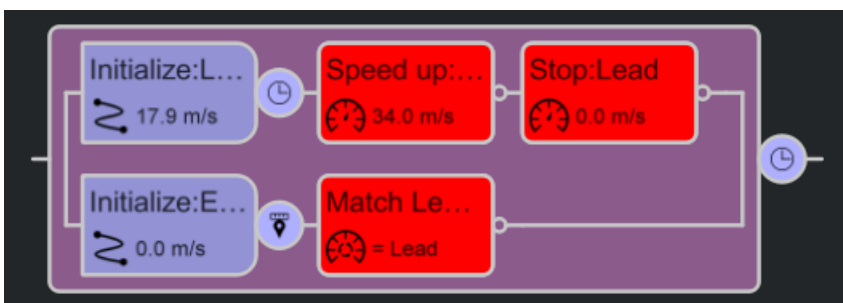 Initialize:L...
17.9 m/s
Speed up:...
34.0 m/s
Stop:Lead
0.0 m/s
Initialize:E...
0.0 m/s
Match Le...
= Lead